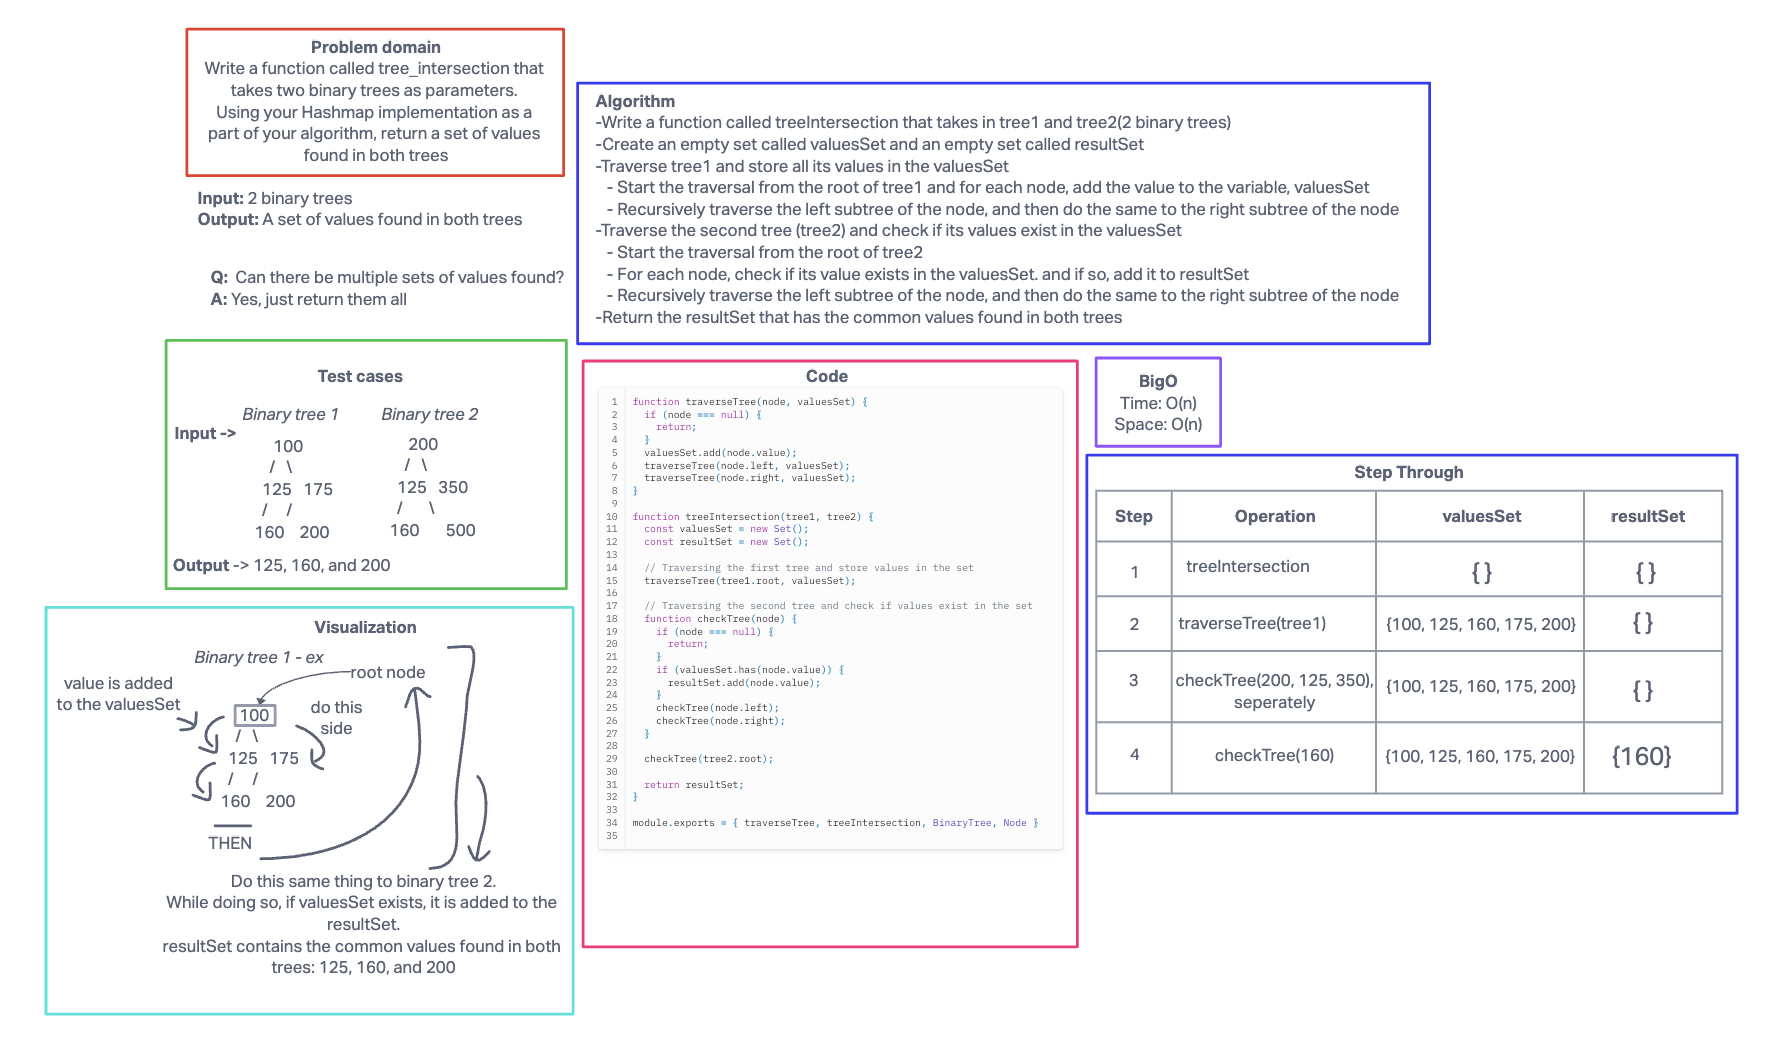 Problem domain
Write a function called tree_intersection that
takes two binary trees as parameters.
Using your Hashmap implementation as a
part of your algorithm, return a set of values
found in both trees
Input: 2 binary trees
Output: A set of values found in both trees
Q: Can there be multiple sets of values found?
A: Yes, just return them all
Algorithm
-Write a function called treeIntersection that takes in tree1 and tree2(2 binary trees)
-Create an empty set called valuesSet and an empty set called resultSet
-Traverse tree1 and store all its values in the valuesSet
- Start the traversal from the root of tree1 and for each node, add the value to the variable, valuesSet
- Recursively traverse the left subtree of the node, and then do the same to the right subtree of the node
-Traverse the second tree (tree2) and check if its values exist in the valuesSet
- Start the traversal from the root of tree2
- For each node, check if its value exists in the valuesSet. and if so, add it to resultSet
- Recursively traverse the left subtree of the node, and then do the same to the right subtree of the node
-Return the resultSet that has the common values found in both trees
Test cases
Binary tree 1 Binary tree 2
Input ->
100 200
/ \ / \
125 175 125 350
/ / / \
160 200 160 500
Output -> 125, 160, and 200
Visualization
Binary tree 1 - ex
root node
value is added
to the valuesSet
100
do this
side
/ \
125 175
/ /
160 200
THEN
Do this same thing to binary tree 2.
While doing so, if valuesSet exists, it is added to the
resultSet.
resultSet contains the common values found in both
trees: 125, 160, and 200
Code
1 function traverseTree(node, valuesSet) {
2 if (node === null) {
3 return;
4 }
5 valuesSet.add(node.value);
6 traverseTree(node.left, valuesSet);
7 traverseTree(node.right, valuesSet);
8 }
9
10 function treeIntersection(tree1, tree2) {
11 const valuesSet = new Set();
12 const resultSet = new Set();
13
14 // Traversing the first tree and store values in the set
15 traverseTree(tree1.root, valuesSet);
16
17 // Traversing the second tree and check if values exist in the set
18 function checkTree(node) {
19 if (node === null) {
20 return;
21 }
22 if (valuesSet.has(node.value)) {
23 resultSet.add(node.value);
24 }
25 checkTree(node.left);
26 checkTree(node.right);
27 }
28
29 checkTree(tree2.root);
30
31 return resultSet;
32 }
33
34 module.exports = { traverseTree, treeIntersection, BinaryTree, Node }
35
BigO
Time: O(n)
Space: O(n)
Step Through
Step Operation valuesSet resultSet
1 treeIntersection {} {}
2 traverseTree(tree1) {100, 125, 160, 175, 200} {}
3 checkTree(200, 125, 350), {100, 125, 160, 175, 200} {}
seperately
4 checkTree(160) {100, 125, 160, 175, 200} {160}